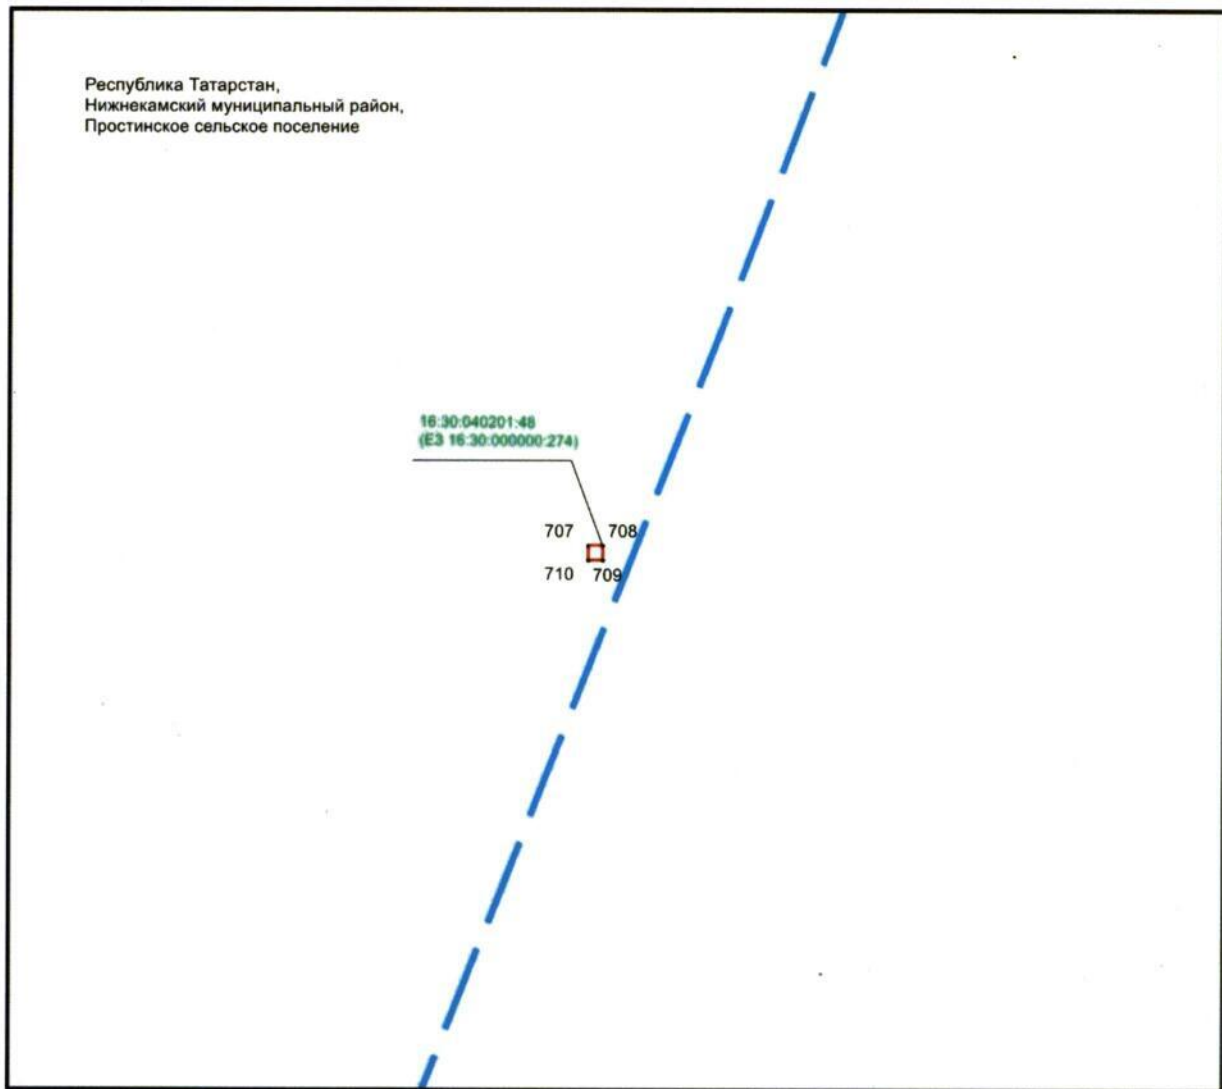 Республика Татарстан,
Нижнекамский муниципальный район,
Простинское сельское поселение
16:30:040201:48
(ЕЗ 16:30:000000:274)
707 708
710 709